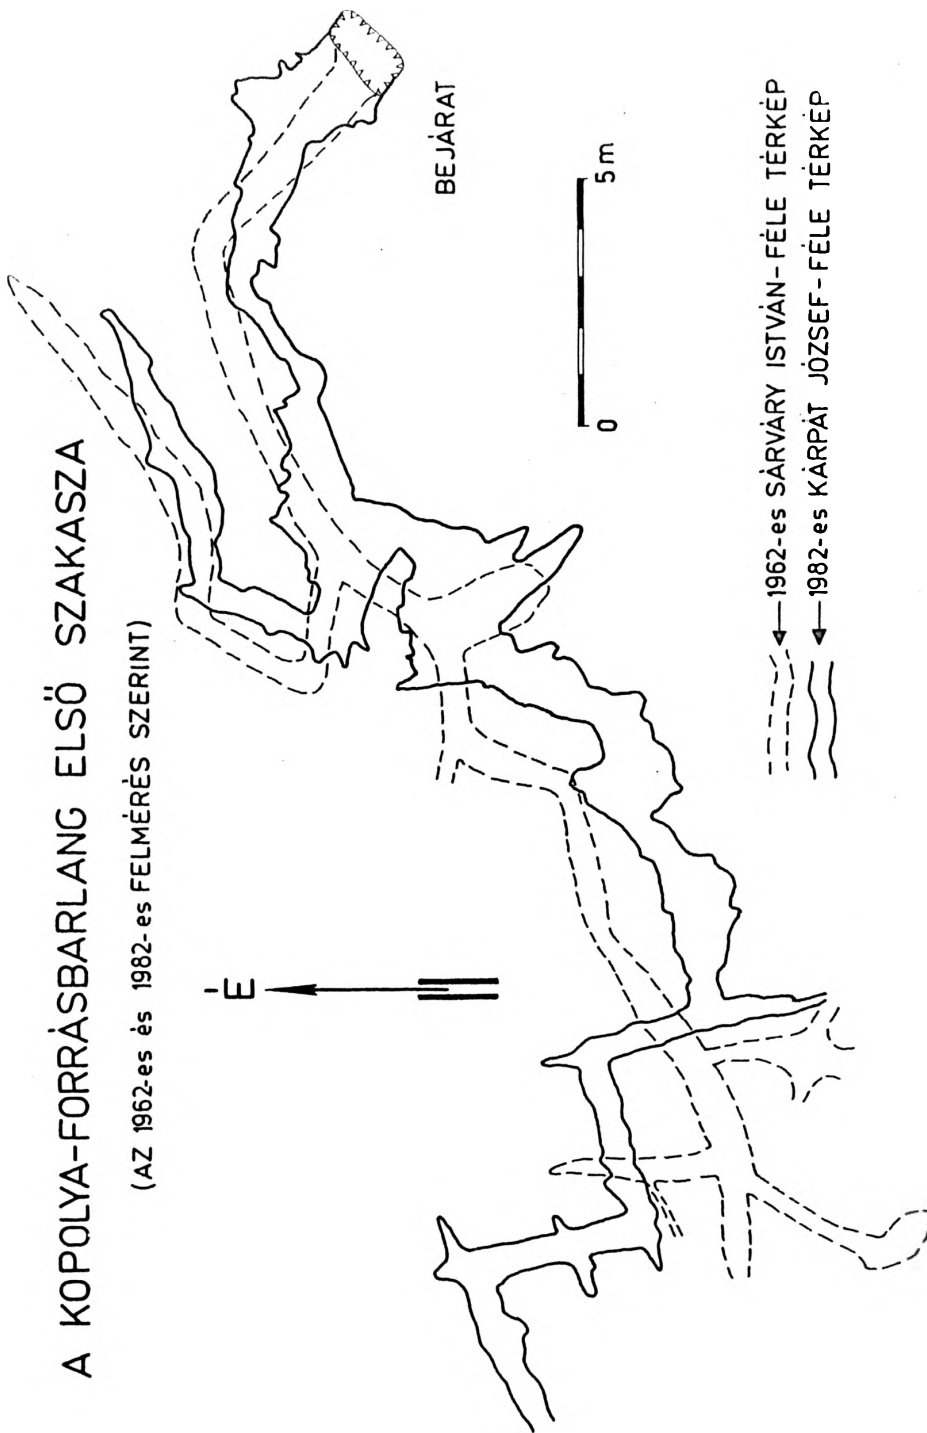 A KOPOLYA-FORRÁSBARLANG ELSŐ SZAKASZA
(AZ 1962-es és 1982-es FELMÉRÉS SZERINT)
É
BEJÁRAT
0 5 m
1962-es SÁRVÁRY ISTVÁN-FÉLE TÉRKÉP
1982-es KÁRPÁT JÓZSEF-FÉLE TÉRKÉP